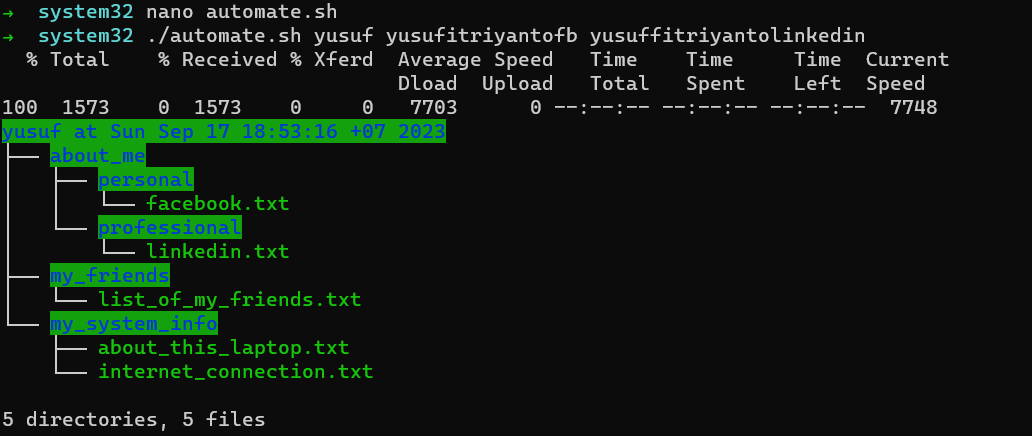 →  system32 nano automate.sh
→  system32 ./automate.sh yusuf yusufitriyantofb yusuffitriyantolinkedin
  % Total    % Received % Xferd  Average Speed   Time    Time     Time  Current
                                 Dload  Upload   Total   Spent    Left  Speed
100  1573    0  1573    0     0   7703      0 --:--:-- --:--:-- --:--:--  7748
yusuf at Sun Sep 17 18:53:16 +07 2023
├── about_me
│   ├── personal
│   │   └── facebook.txt
│   └── professional
│       └── linkedin.txt
├── my_friends
│   └── list_of_my_friends.txt
└── my_system_info
    ├── about_this_laptop.txt
    └── internet_connection.txt

5 directories, 5 files